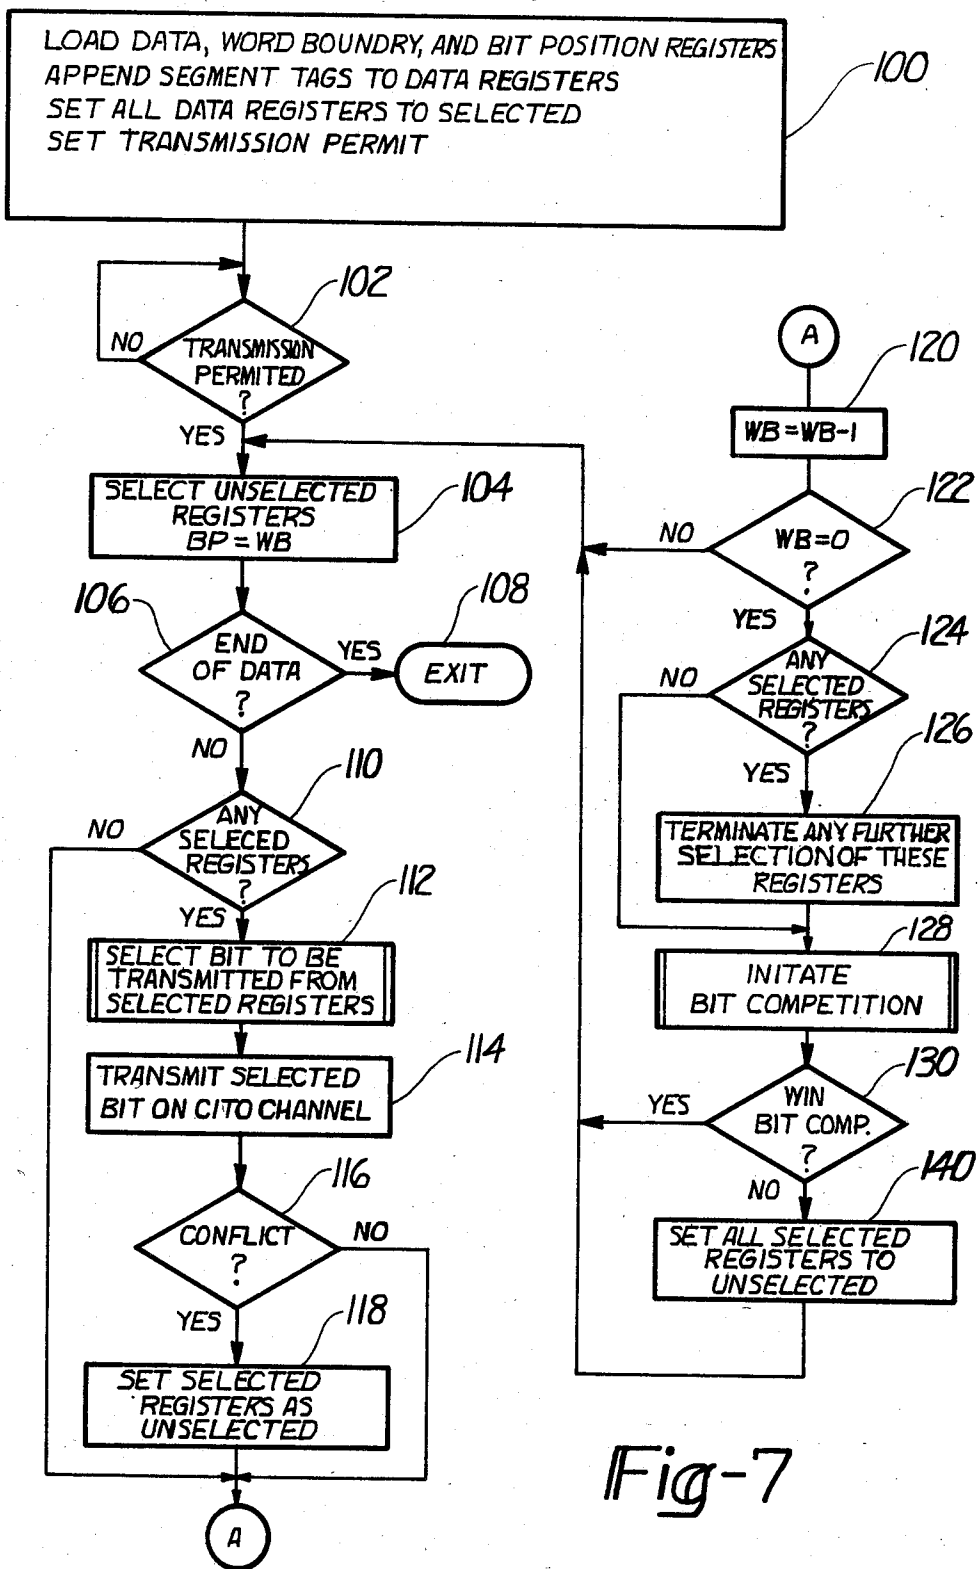 LOAD DATA, WORD BOUNDRY, AND BIT POSITION REGISTERS
APPEND SEGMENT TAGS TO DATA REGISTERS
SET ALL DATA REGISTERS TO SELECTED
SET TRANSMISSION PERMIT
100
102
NO
TRANSMISSION
PERMITED
?
YES
SELECT UNSELECTED
REGISTERS
BP = WB
104
106
END
OF DATA
?
YES
108
EXIT
NO
110
NO
ANY
SELECED
REGISTERS
?
YES
112
SELECT BIT TO BE
TRANSMITTED FROM
SELECTED REGISTERS
114
TRANSMIT SELECTED
BIT ON CITO CHANNEL
116
CONFLICT
?
NO
YES
118
SET SELECTED
REGISTERS AS
UNSELECTED
A
A
120
WB=WB-1
122
NO
WB=0
?
YES
124
NO
ANY
SELECTED
REGISTERS
?
YES
126
TERMINATE ANY FURTHER
SELECTION OF THESE
REGISTERS
128
INITATE
BIT COMPETITION
130
YES
WIN
BIT COMP.
?
NO
140
SET ALL SELECTED
REGISTERS TO
UNSELECTED
Fig-7